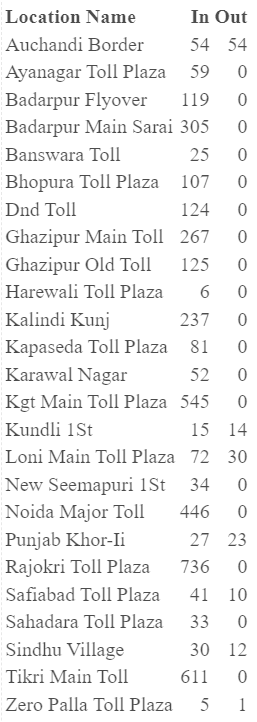 Location Name In Out
Auchandi Border 54 54
Ayanagar Toll Plaza 59 0
Badarpur Flyover 119 0
Badarpur Main Sarai 305 0
Banswara Toll 25 0
Bhopura Toll Plaza 107 0
Dnd Toll 124 0
Ghazipur Main Toll 267 0
Ghazipur Old Toll 125 0
Harewali Toll Plaza 6 0
Kalindi Kunj 237 0
Kapaseda Toll Plaza 81 0
Karawal Nagar 52 0
Kgt Main Toll Plaza 545 0
Kundli 1St 15 14
Loni Main Toll Plaza 72 30
New Seemapuri 1St 34 0
Noida Major Toll 446 0
Punjab Khor-Ii 27 23
Rajokri Toll Plaza 736 0
Safiabad Toll Plaza 41 10
Sahadara Toll Plaza 33 0
Sindhu Village 30 12
Tikri Main Toll 611 0
Zero Palla Toll Plaza 5 1